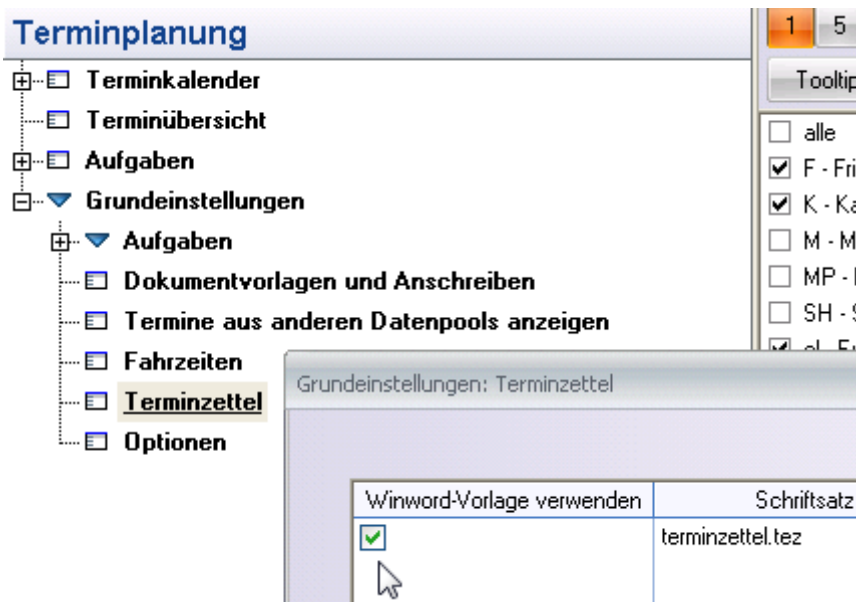 Terminplanung
Terminkalender
Terminübersicht
Aufgaben
Grundeinstellungen
Aufgaben
Dokumentvorlagen und Anschreiben
Termine aus anderen Datenpools anzeigen
Fahrzeiten
Terminzettel
Optionen
1 5
Tooltip
alle
F - Fri
K - Ka
M - M
MP -
SH - S
Grundeinstellungen: Terminzettel
Winword-Vorlage verwenden Schriftsatz
terminzettel.tez